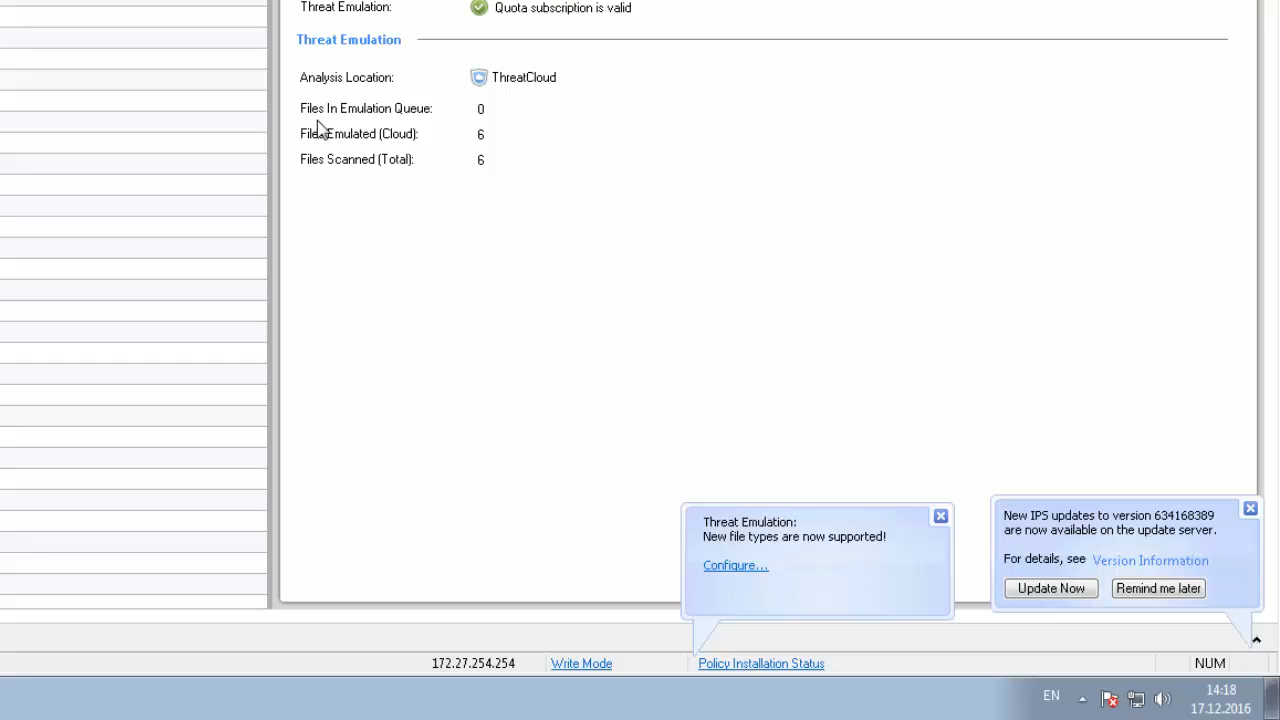 Threat Emulation: Quota subscription is valid
Threat Emulation
Analysis Location: ThreatCloud
Files In Emulation Queue: 0
Files Emulated (Cloud): 6
Files Scanned (Total): 6
Threat Emulation:
New file types are now supported!
Configure...
New IPS updates to version 634168389
are now available on the update server.
For details, see Version Information
Update Now Remind me later
172.27.254.254 Write Mode Policy Installation Status NUM
EN 14:18
17.12.2016